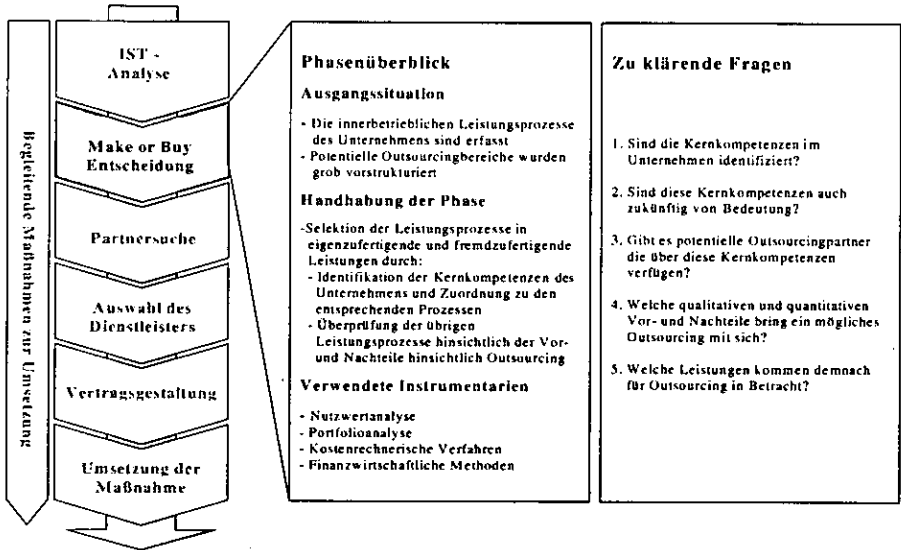 Begleitende Maßnahmen zur Umsetzung
IST -
Analyse
Make or Buy
Entscheidung
Partnersuche
Auswahl des
Dienstleisters
Vertragsgestaltung
Umsetzung der
Maßnahme
Phasenüberblick
Ausgangssituation
- Die innerbetrieblichen Leistungsprozesse
des Unternehmens sind erfasst
- Potentielle Outsourcingbereiche wurden
grob vorstrukturiert
Handhabung der Phase
-Selektion der Leistungsprozesse in
eigenzufertigende und fremdzufertigende
Leistungen durch:
- Identifikation der Kernkompetenzen des
Unternehmens und Zuordnung zu den
entsprechenden Prozessen
- Überprüfung der übrigen
Leistungsprozesse hinsichtlich der Vor-
und Nachteile hinsichtlich Outsourcing
Verwendete Instrumentarien
- Nutzwertanalyse
- Portfolioanalyse
- Kostenrechnerische Verfahren
- Finanzwirtschaftliche Methoden
Zu klärende Fragen
1. Sind die Kernkompetenzen im
Unternehmen identifiziert?
2. Sind diese Kernkompetenzen auch
zukünftig von Bedeutung?
3. Gibt es potentielle Outsourcingpartner
die über diese Kernkompetenzen
verfügen?
4. Welche qualitativen und quantitativen
Vor- und Nachteile bring ein mögliches
Outsourcing mit sich?
5. Welche Leistungen kommen demnach
für Outsourcing in Betracht?